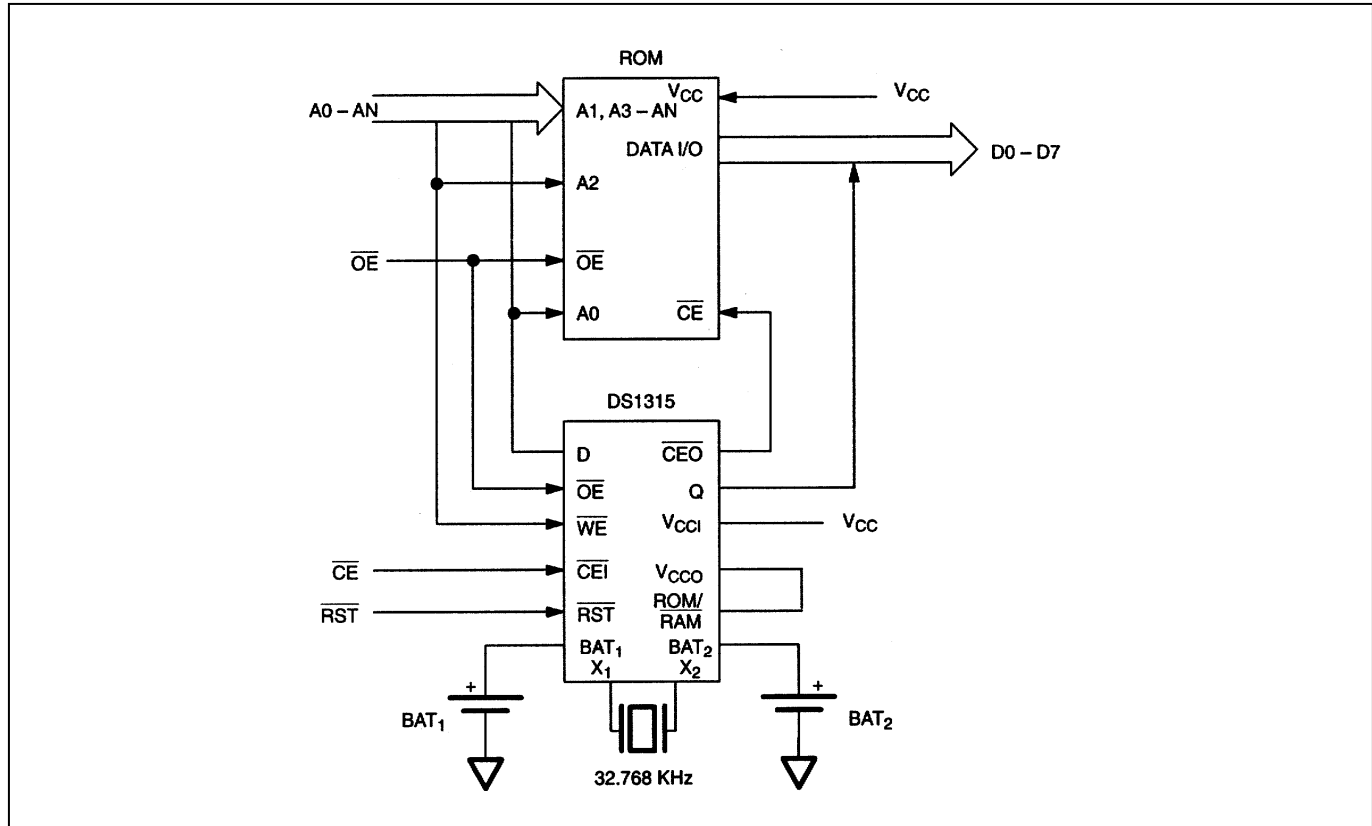 ROM
A0 – AN
A1, A3 – AN
VCC
VCC
DATA I/O
D0 – D7
A2
OE
OE
A0
CE
DS1315
D
CEO
OE
Q
WE
VCCI
VCC
CE
CEI
VCCO
RST
RST
ROM/
RAM
BAT1
BAT2
X1
X2
+
+
BAT1
BAT2
32.768 KHz